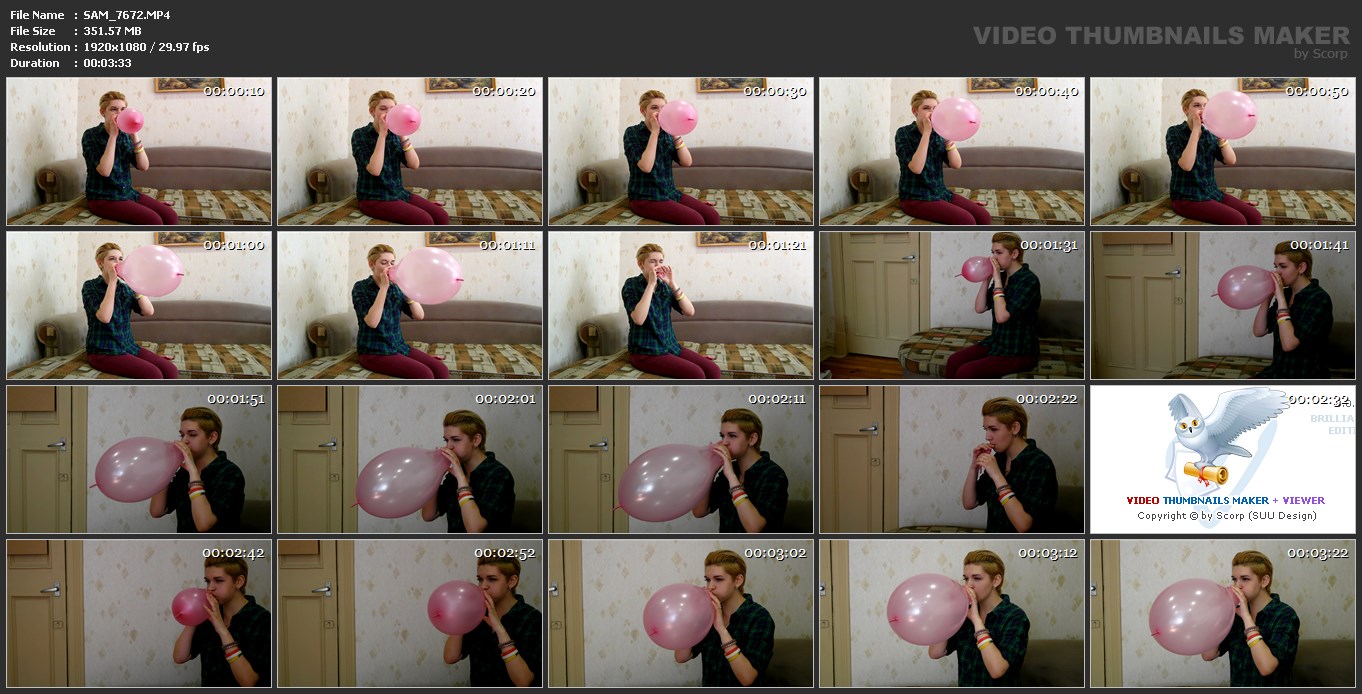 File Name : SAM_7672.MP4
File Size : 351.57 MB
Resolution : 1920x1080 / 29.97 fps
Duration : 00:03:33
VIDEO THUMBNAILS MAKER
by Scorp
00:00:10
00:00:20
00:00:30
00:00:40
00:00:50
00:01:00
00:01:11
00:01:21
00:01:31
00:01:41
00:01:51
00:02:01
00:02:11
00:02:22
00:02:32
BRILLIA
EDIT
VIDEO THUMBNAILS MAKER + VIEWER
Copyright © by Scorp (SUU Design)
00:02:42
00:02:52
00:03:02
00:03:12
00:03:22